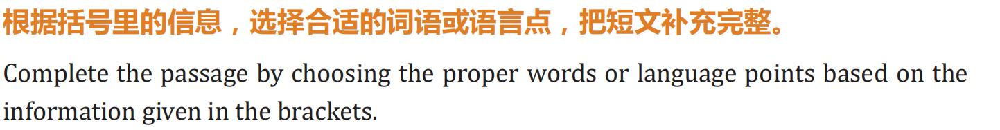 根据括号里的信息，选择合适的词语或语言点，把短文补充完整。
Complete the passage by choosing the proper words or language points based on the
information given in the brackets.